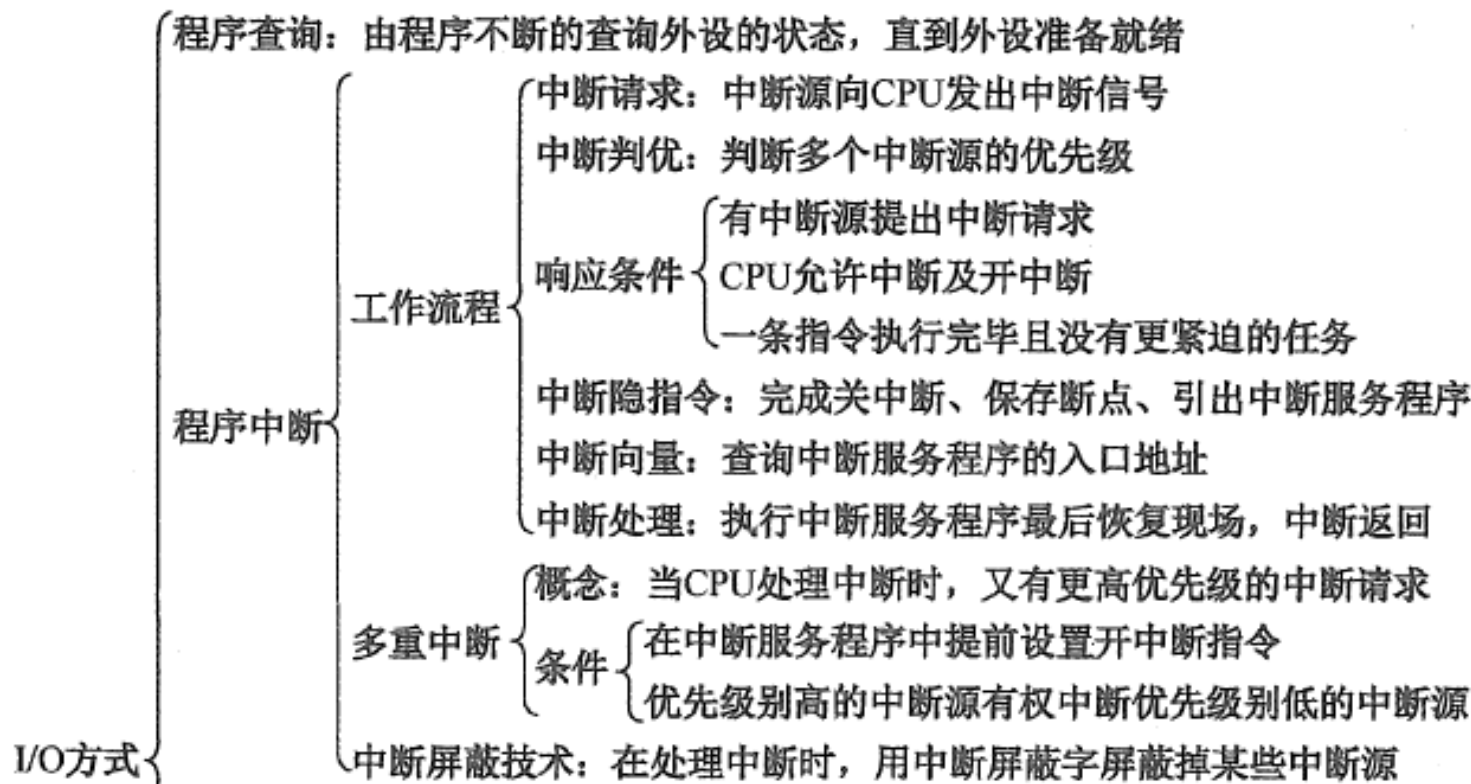 程序查询：由程序不断的查询外设的状态，直到外设准备就绪
中断请求：中断源向CPU发出中断信号
中断判优：判断多个中断源的优先级
有中断源提出中断请求
响应条件
CPU允许中断及开中断
工作流程
一条指令执行完毕且没有更紧迫的任务
中断隐指令：完成关中断、保存断点、引出中断服务程序
程序中断
中断向量：查询中断服务程序的入口地址
中断处理：执行中断服务程序最后恢复现场，中断返回
概念：当CPU处理中断时，又有更高优先级的中断请求
多重中断
在中断服务程序中提前设置开中断指令
条件
优先级别高的中断源有权中断优先级别低的中断源
I/O方式
中断屏蔽技术：在处理中断时，用中断屏蔽字屏蔽掉某些中断源